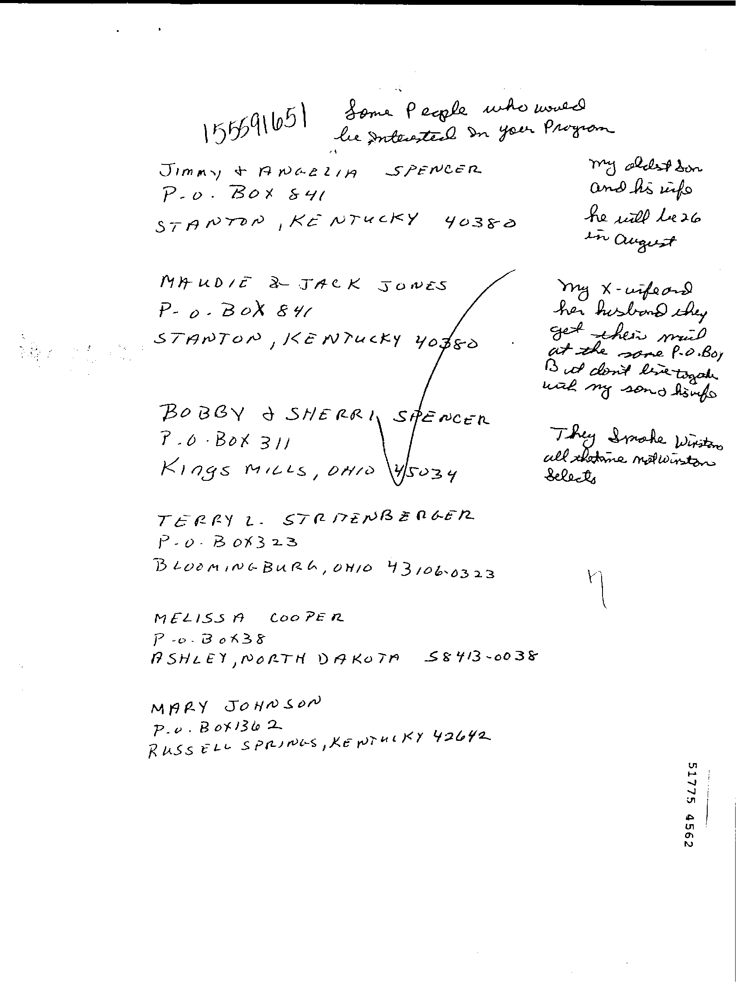 155591651
Some People who would
be Interested In your Program
Jimmy & ANGELIA SPENCER
P.O. BOX 841
STANTON, KENTUCKY 40380
my oldest Son
and his wife
he will be 26
in August
MAUDIE & JACK JONES
P.O. BOX 841
STANTON, KENTUCKY 40380
my X-wife and
her husband they
get their mail
at the same P.O. Box
But don't live together
with my son & his wife
BOBBY & SHERRI SPENCER
P.O. BOX 311
Kings MILLS, OHIO 45034
They Smoke Winston
all the time not Winston
Selects
TERRY L.
P.O. BOX 323
BLOOMINGBURG, OHIO 43106-0323
MELISSA COOPER
P.O. BOX 38
ASHLEY, NORTH DAKOTA 58413-0038
MARY JOHNSON
P.O. BOX 1362
RUSSELL SPRINGS, KENTUCKY 42642
51775 4562